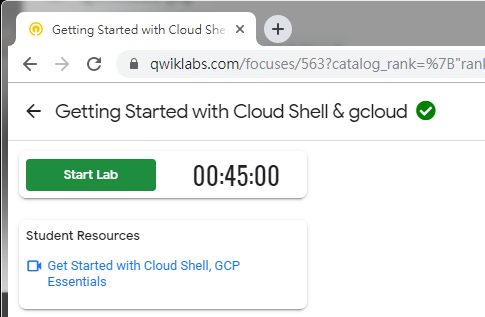 Getting Started with Cloud She
qwiklabs.com/focuses/563?catalog_rank=%7B"rank
Getting Started with Cloud Shell & gcloud
Start Lab 00:45:00
Student Resources
Get Started with Cloud Shell, GCP
Essentials